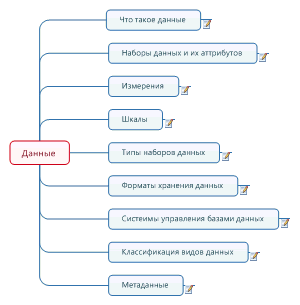 Что такое данные
Наборы данных и их аттрибутов
Измерения
Шкалы
Данные
Типы наборов данных
Форматы хранения данных
Систеимы управления базами данных
Классификация видов данных
Метаданные